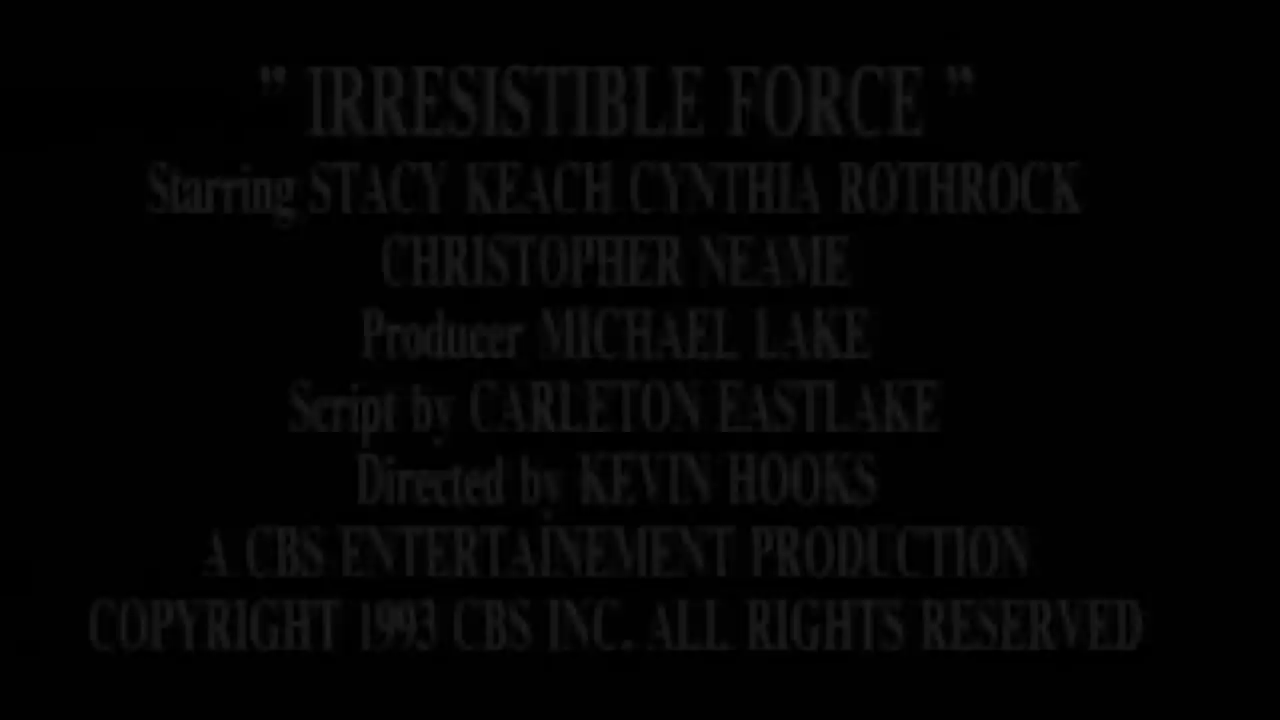 " IRRESISTIBLE FORCE "
Starring STACY KEACH CYNTHIA ROTHROCK
CHRISTOPHER NEAME
Producer MICHAEL LAKE
Script by CARLETON EASTLAKE
Directed by KEVIN HOOKS
A CBS ENTERTAINEMENT PRODUCTION
COPYRIGHT 1993 CBS INC. ALL RIGHTS RESERVED